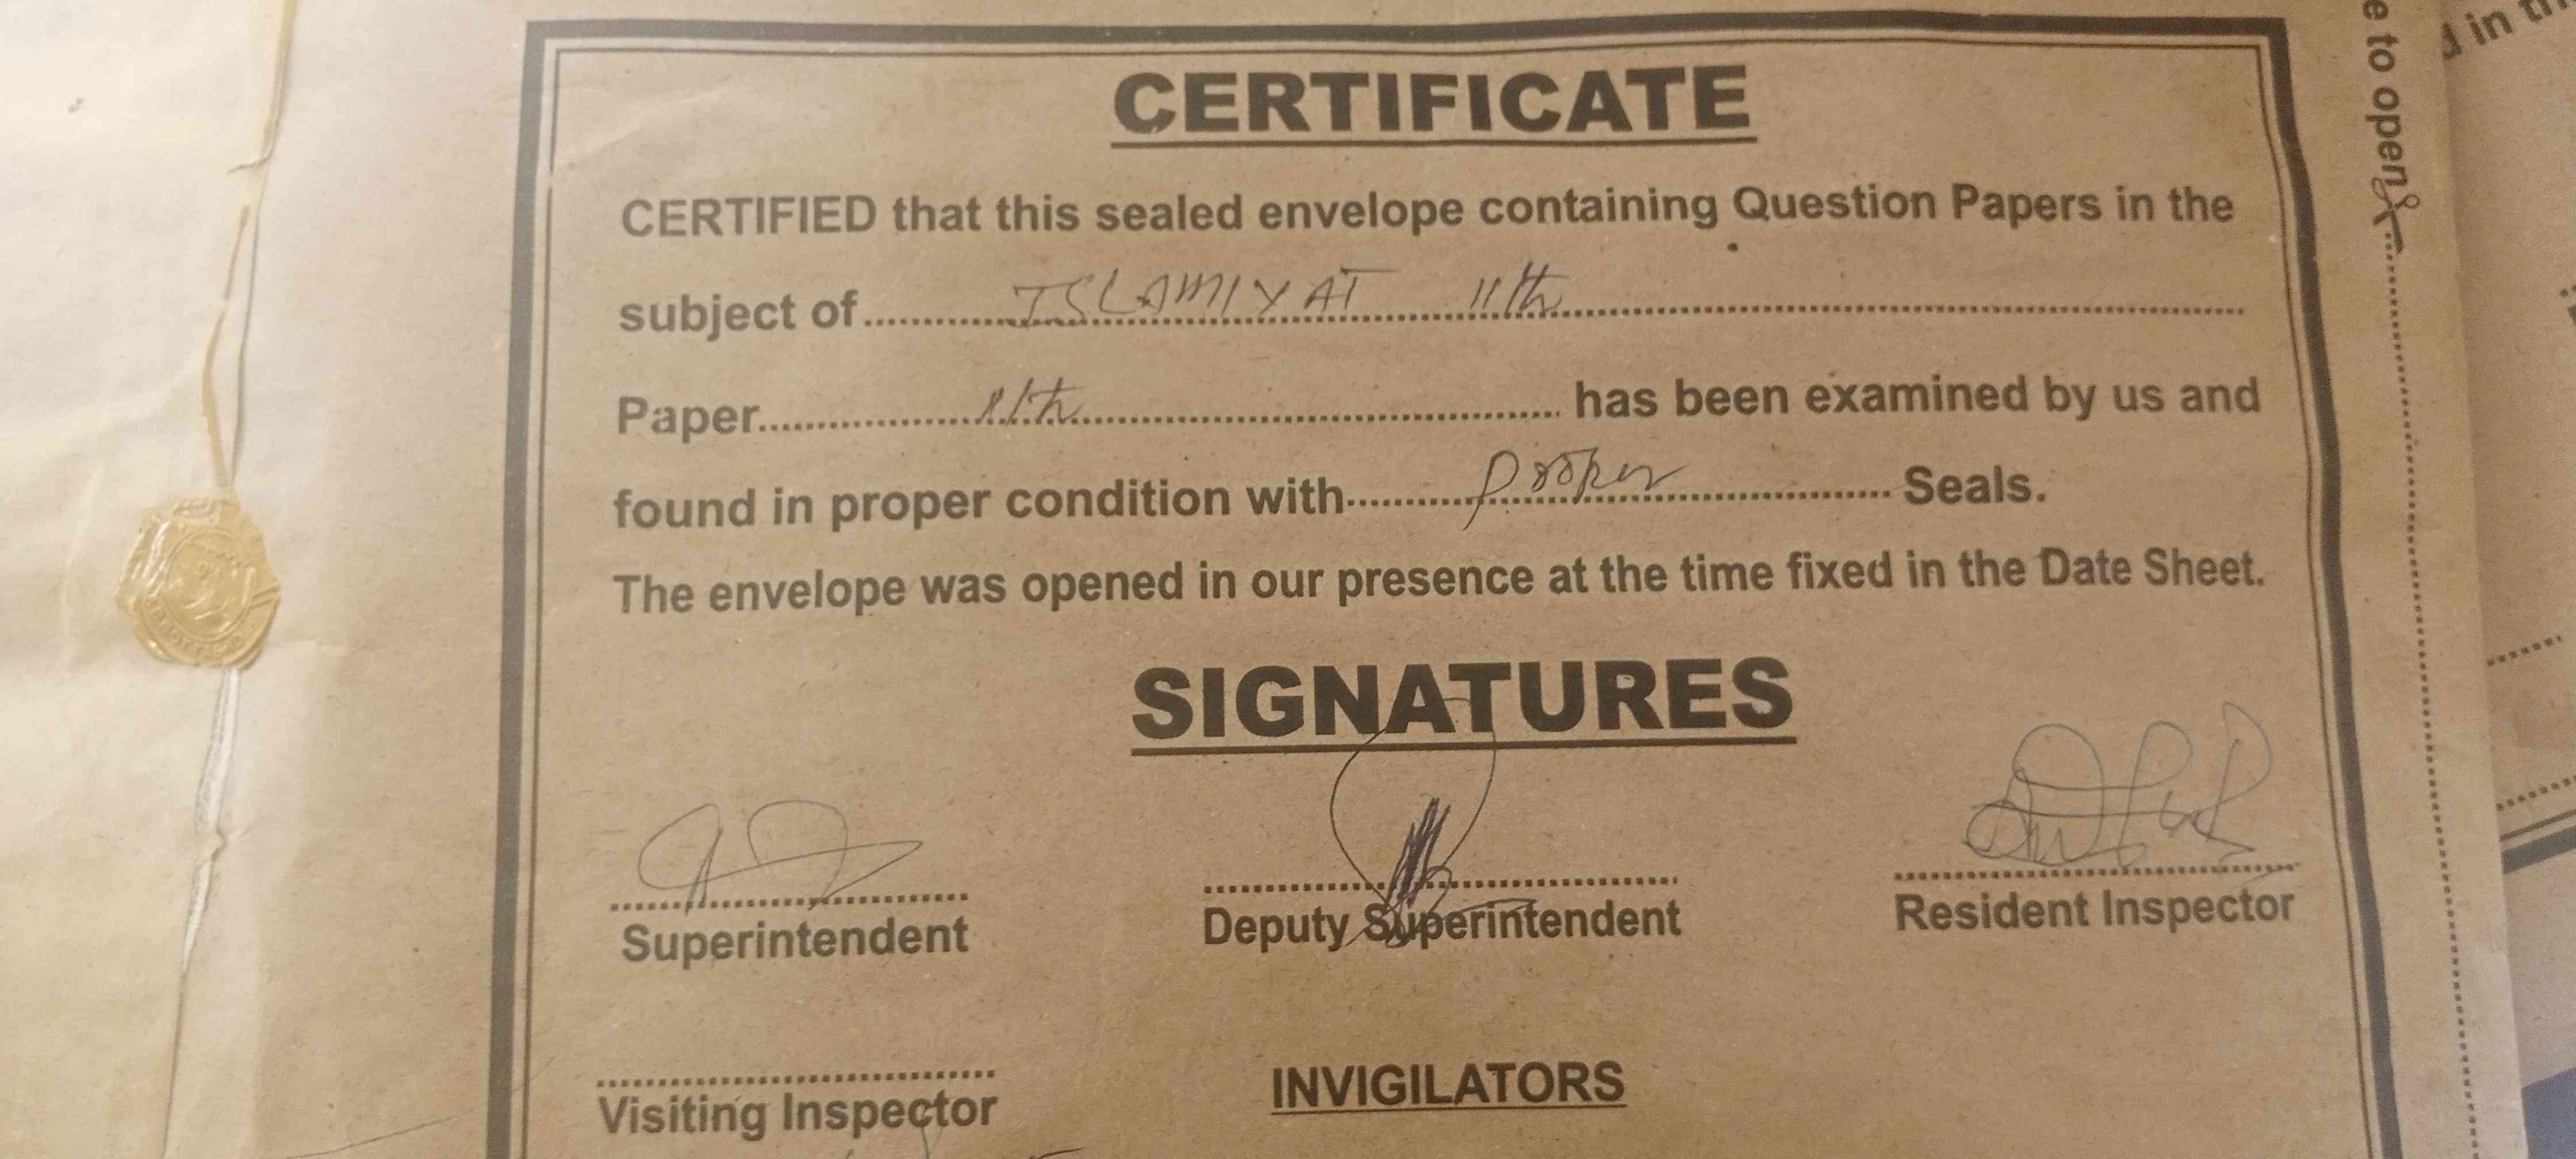 CERTIFICATE
CERTIFIED that this sealed envelope containing Question Papers in the
subject of ISLAMIYAT 11th
Paper 11th has been examined by us and
found in proper condition with proper Seals.
The envelope was opened in our presence at the time fixed in the Date Sheet.
SIGNATURES
Superintendent
Deputy Superintendent
Resident Inspector
Visiting Inspector
INVIGILATORS
e to open
d in